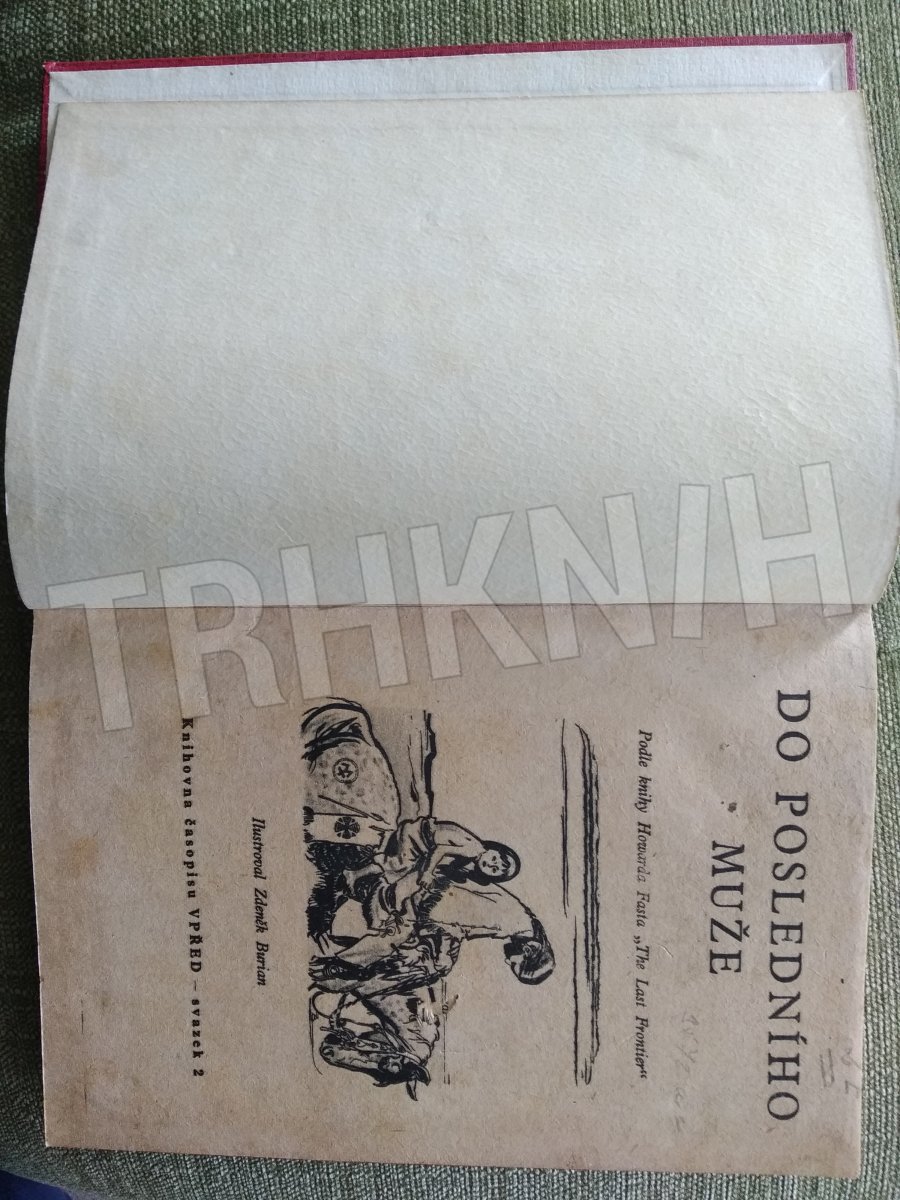 DO POSLEDNÍHO
MUŽE
Podle knihy Howarda Fasta „The Last Frontier“
Ilustroval Zdeněk Burian
Knihovna časopisu VPŘED – svazek 2
TRHKNIH